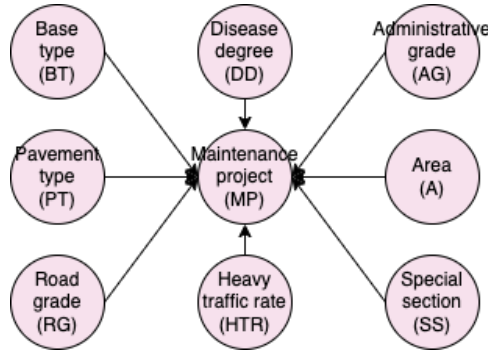 Base
type
(BT)
Disease
degree
(DD)
Administrative
grade
(AG)
Pavement
type
(PT)
Maintenance
project
(MP)
Area
(A)
Road
grade
(RG)
Heavy
traffic rate
(HTR)
Special
section
(SS)